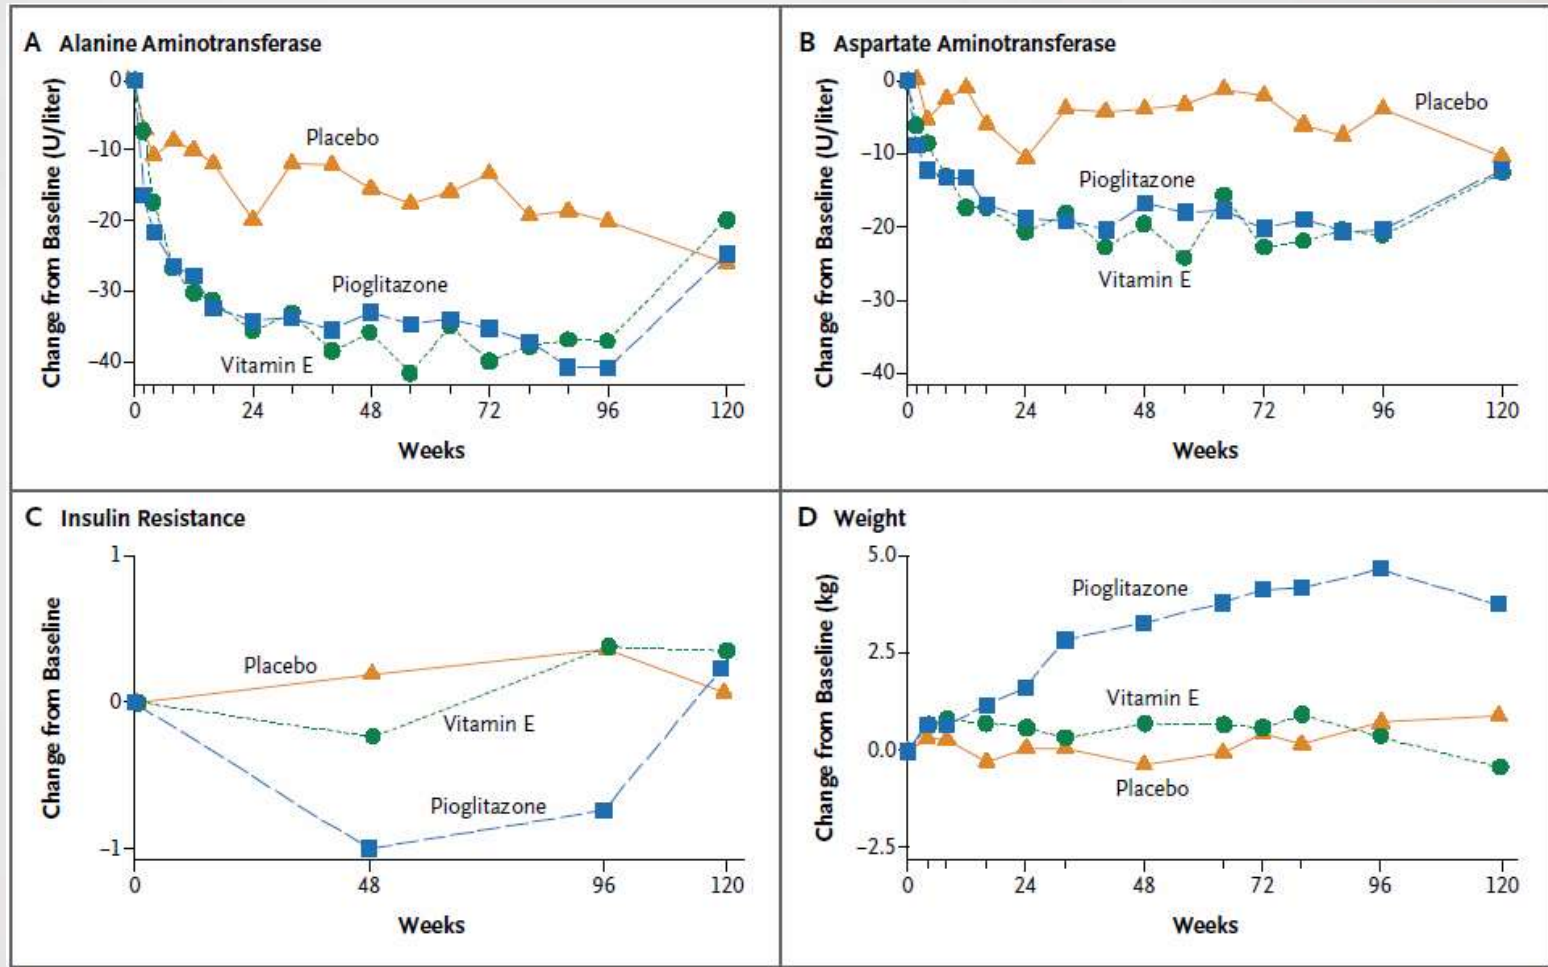 A Alanine Aminotransferase
Change from Baseline (U/liter)
0
−10
−20
−30
−40
Placebo
Pioglitazone
Vitamin E
0 24 48 72 96 120
Weeks
B Aspartate Aminotransferase
Change from Baseline (U/liter)
0
−10
−20
−30
−40
Placebo
Pioglitazone
Vitamin E
0 24 48 72 96 120
Weeks
C Insulin Resistance
Change from Baseline
1
0
−1
Placebo
Vitamin E
Pioglitazone
0 48 96 120
Weeks
D Weight
Change from Baseline (kg)
5.0
2.5
0.0
−2.5
Pioglitazone
Vitamin E
Placebo
0 24 48 72 96 120
Weeks